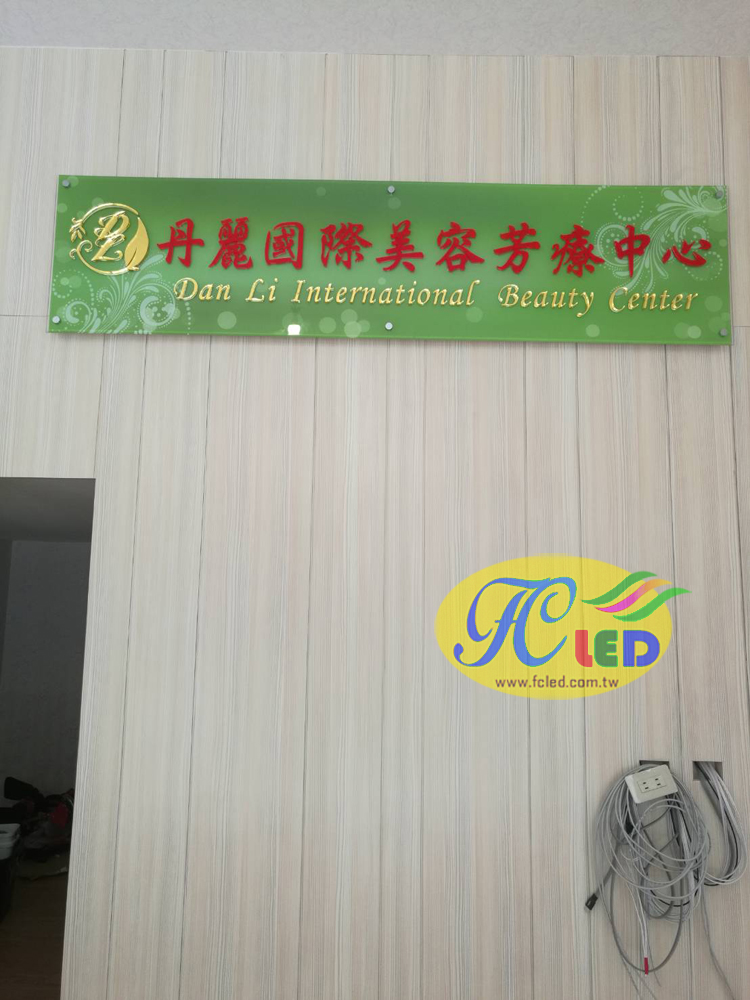 DL
丹麗國際美容芳療中心
Dan Li International Beauty Center
FC LED
www.fcled.com.tw